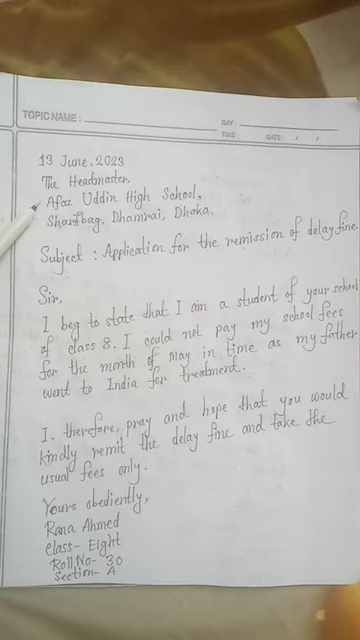 TOPIC NAME :
DAY :
TIME : DATE : / /
13 June, 2023
The Headmaster,
Afaz Uddin High School,
Sharifbag, Dhamrai, Dhaka.
Subject : Application for the remission of delay fine.
Sir,
I beg to state that I am a student of your school
of class 8. I could not pay my school fees
for the month of May in time as my father
went to India for treatment.
I. therefore, pray and hope that you would
kindly remit the delay fine and take the
usual fees only.
Yours obediently,
Rana Ahmed
Class- Eight
Roll No- 30
Section- A